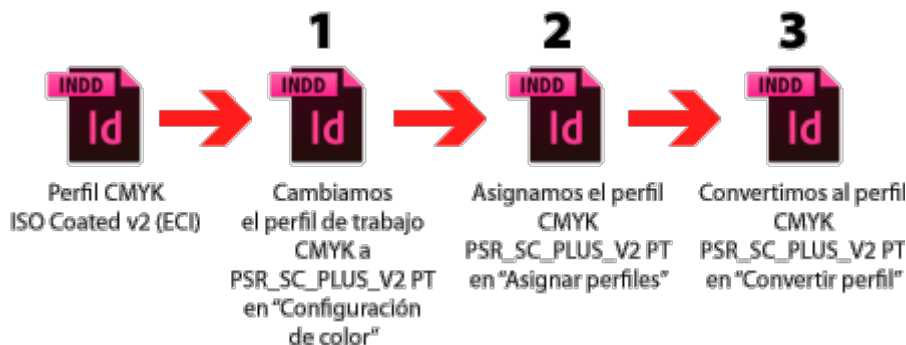 1
2
3
INDD
Id
INDD
Id
INDD
Id
INDD
Id
Perfil CMYK
ISO Coated v2 (ECI)
Cambiamos
el perfil de trabajo
CMYK a
PSR_SC_PLUS_V2 PT
en “Configuración
de color”
Asignamos el perfil
CMYK
PSR_SC_PLUS_V2 PT
en “Asignar perfiles”
Convertimos al perfil
CMYK
PSR_SC_PLUS_V2 PT
en “Convertir perfil”